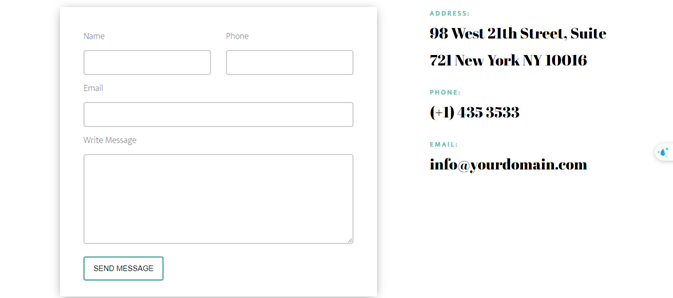 Name
Phone
Email
Write Message
SEND MESSAGE
ADDRESS:
98 West 21th Street, Suite
721 New York NY 10016
PHONE:
(+1) 435 3533
EMAIL:
info@yourdomain.com